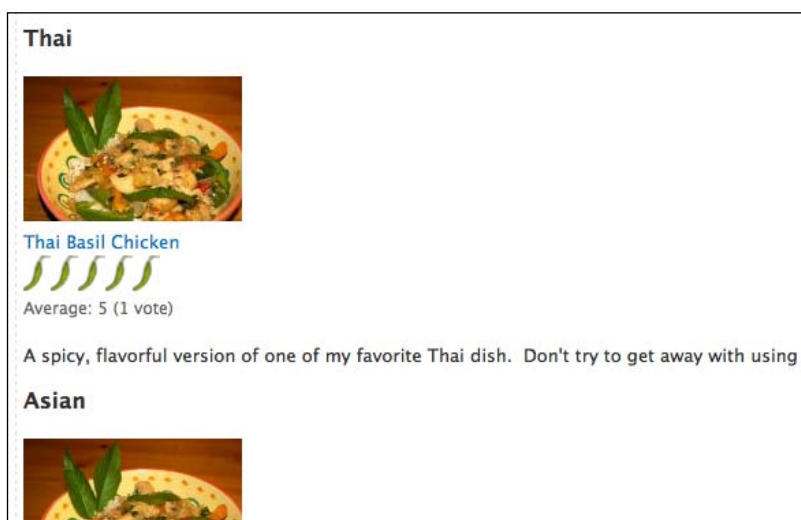 Thai
Thai Basil Chicken
Average: 5 (1 vote)
A spicy, flavorful version of one of my favorite Thai dish.  Don't try to get away with using
Asian